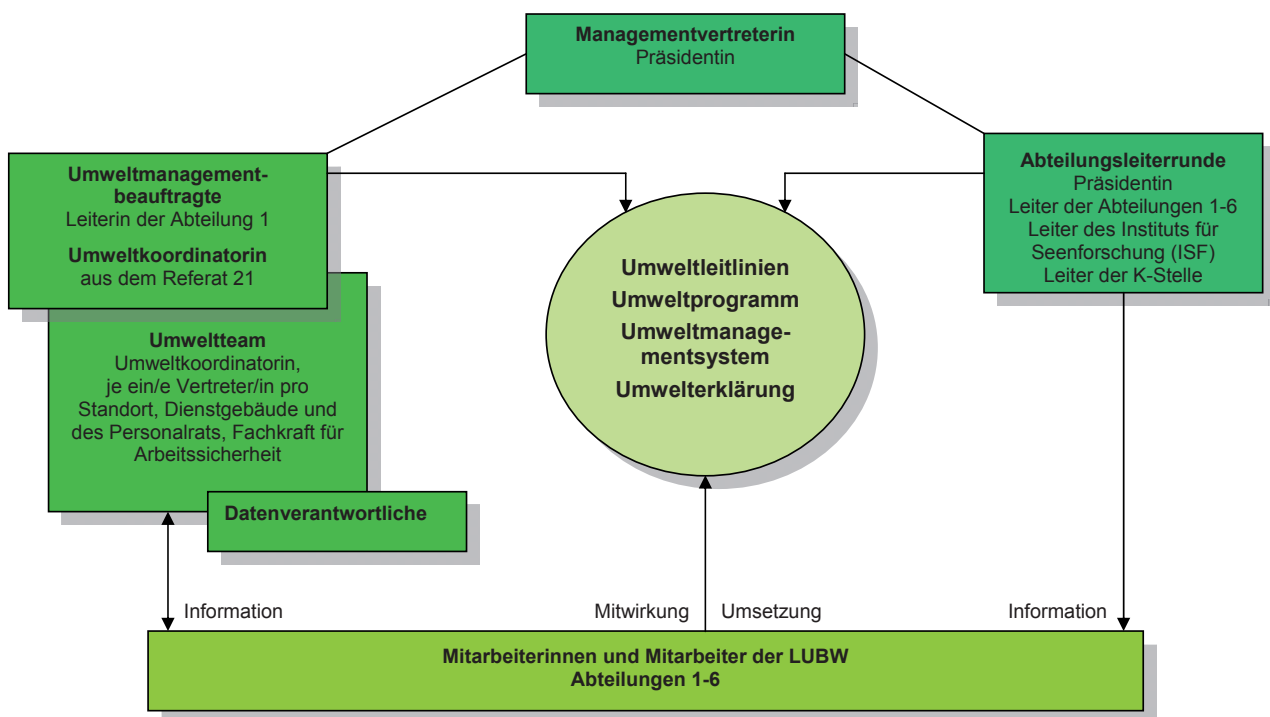 Managementvertreterin
Präsidentin
Umweltmanagement-
beauftragte
Leiterin der Abteilung 1
Umweltkoordinatorin
aus dem Referat 21
Abteilungsleiterrunde
Präsidentin
Leiter der Abteilungen 1-6
Leiter des Instituts für
Seenforschung (ISF)
Leiter der K-Stelle
Umweltleitlinien
Umweltprogramm
Umweltmanage-
mentsystem
Umwelterklärung
Umweltteam
Umweltkoordinatorin,
je ein/e Vertreter/in pro
Standort, Dienstgebäude und
des Personalrats, Fachkraft für
Arbeitssicherheit
Datenverantwortliche
Information
Mitwirkung
Umsetzung
Information
Mitarbeiterinnen und Mitarbeiter der LUBW
Abteilungen 1-6